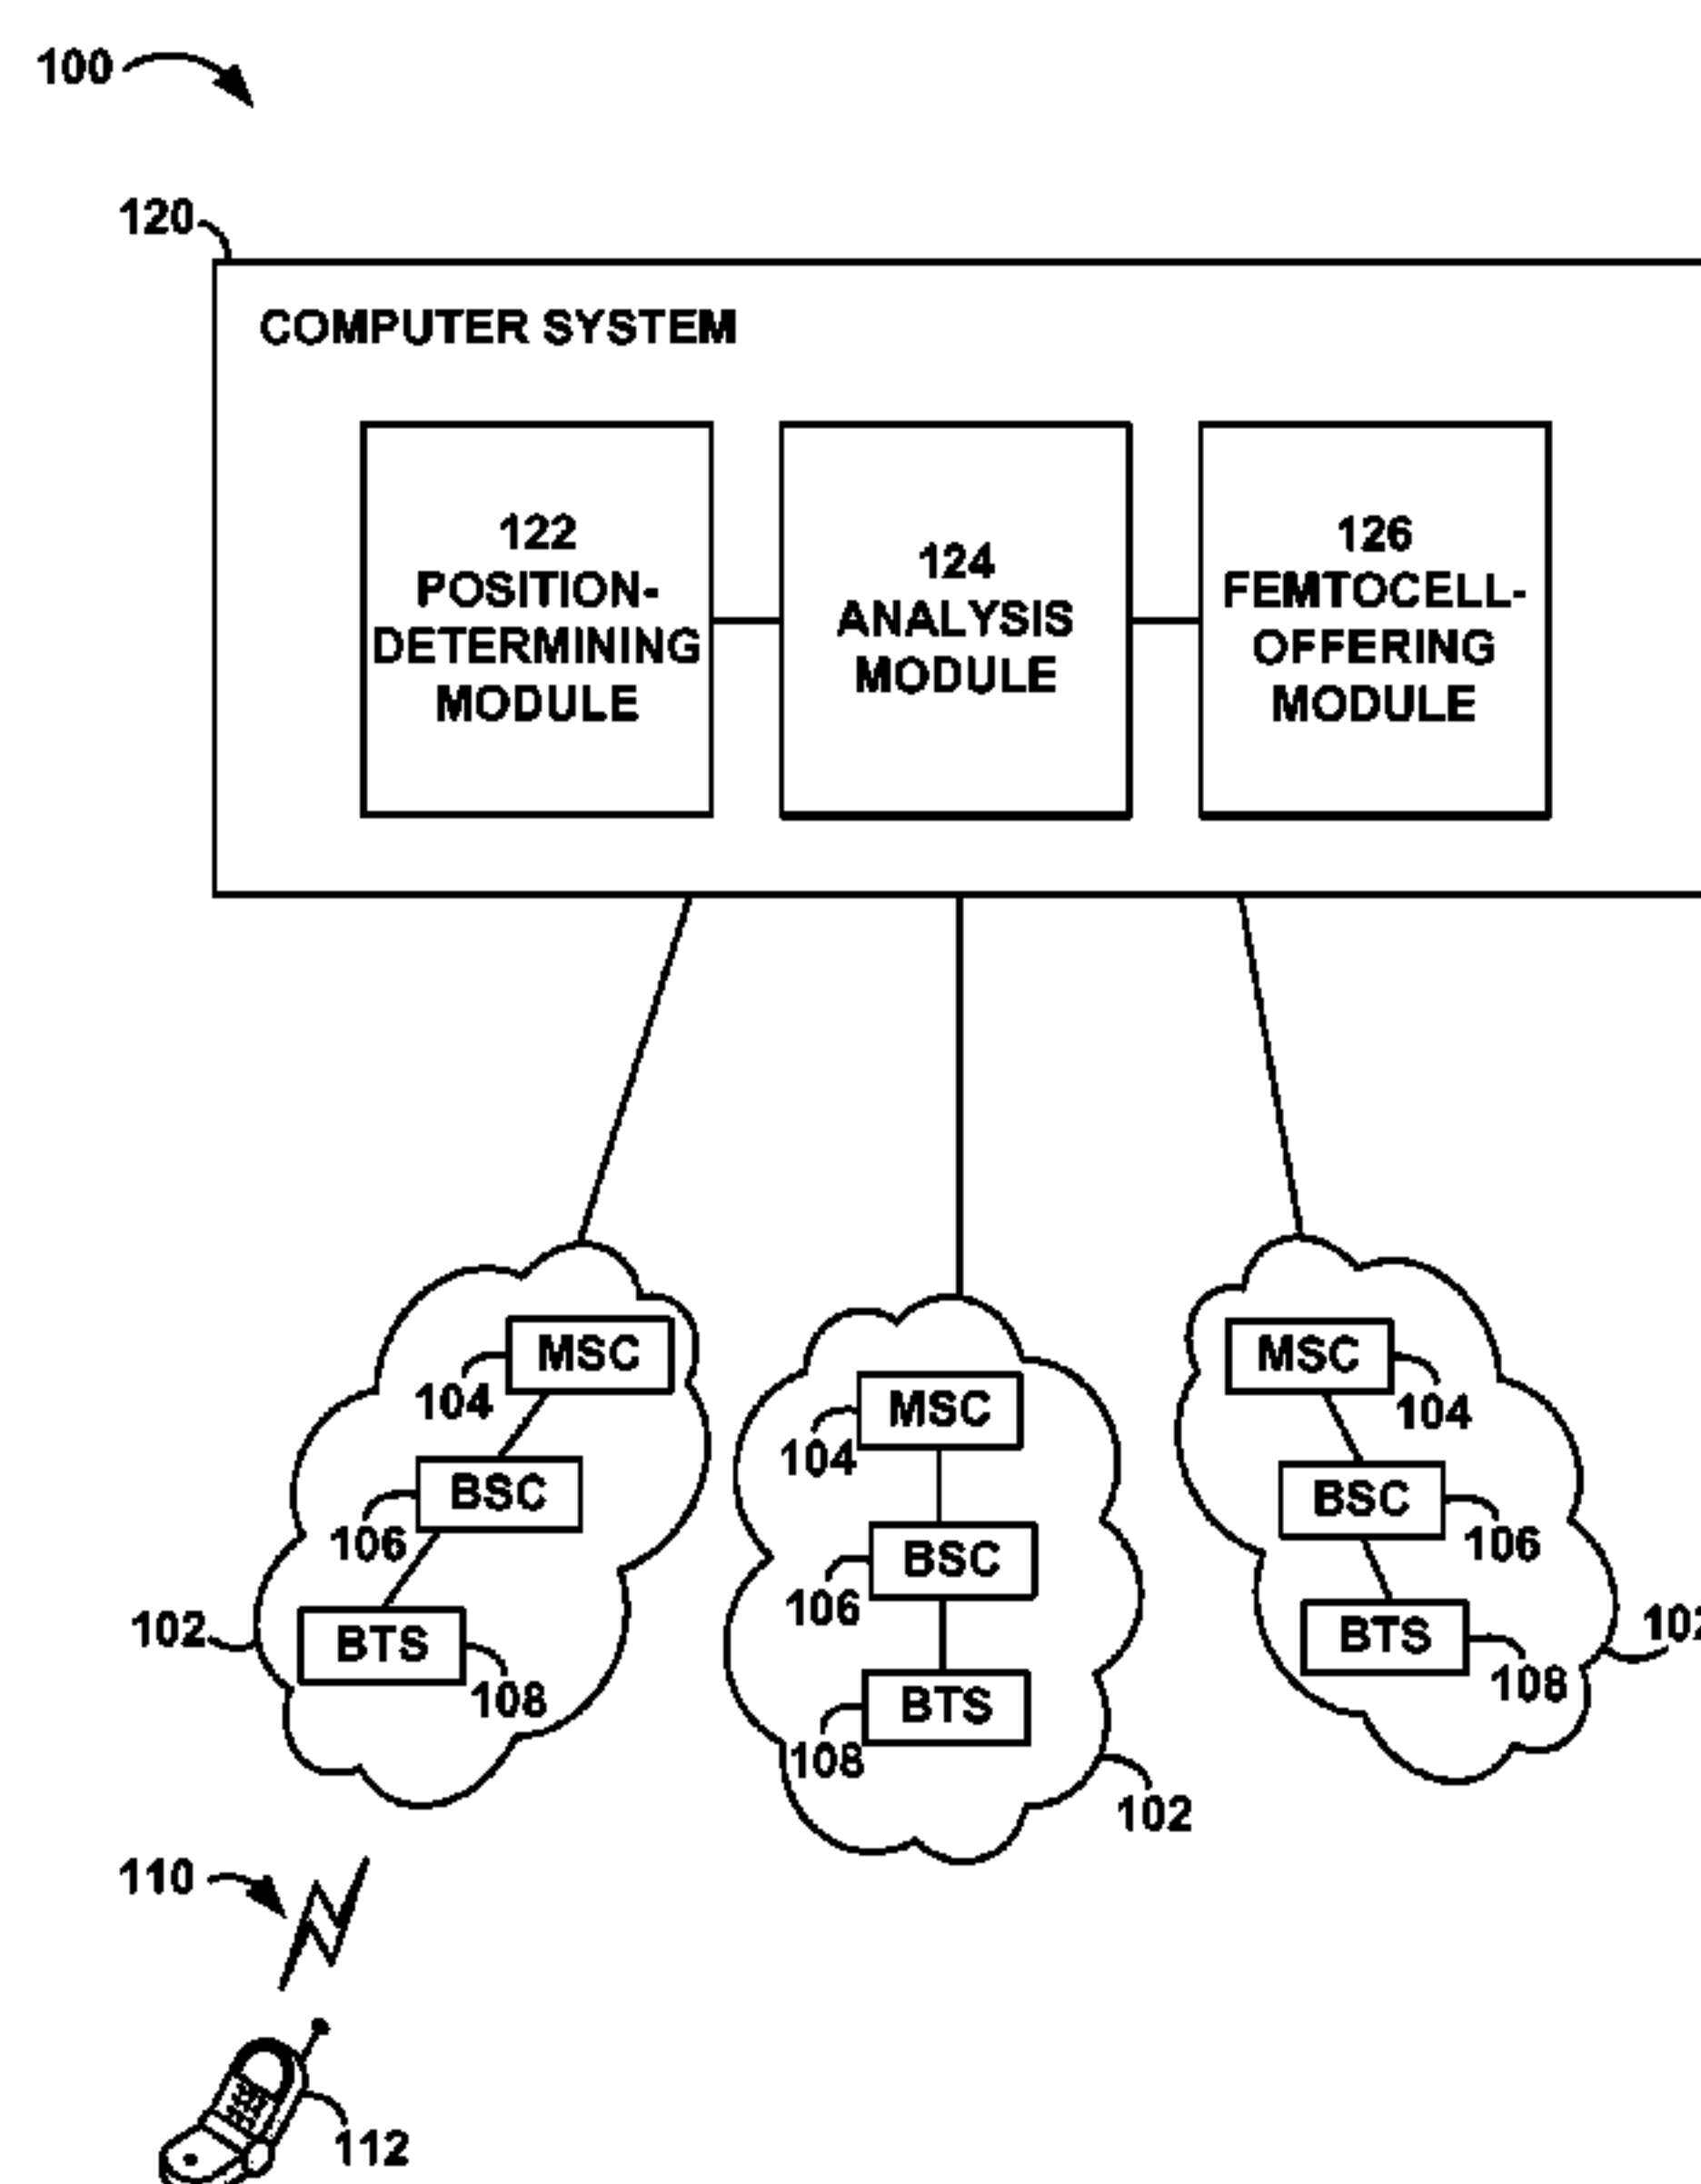 100
120
COMPUTER SYSTEM
122
POSITION-
DETERMINING
MODULE
124
ANALYSIS
MODULE
126
FEMTOCELL-
OFFERING
MODULE
MSC
104
BSC
106
BTS
102
108
MSC
104
BSC
106
BTS
108
102
MSC
104
BSC
106
BTS
108
110
112